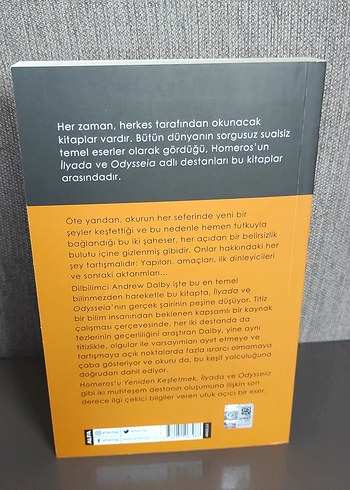 Her zaman, herkes tarafından okunacak
kitaplar vardır. Bütün dünyanın sorgusuz sualsiz
temel eserler olarak gördüğü, Homeros'un
İlyada ve Odysseia adlı destanları bu kitaplar
arasındadır.
Öte yandan, okurun her seferinde yeni bir
şeyler keşfettiği ve bu nedenle hemen tutkuyla
bağlandığı bu iki şaheser, her açıdan bir belirsizlik
bulutu içine gizlenmiş gibidir. Onlar hakkındaki her
şey tartışmalıdır: Yapıları, amaçları, ilk dinleyicileri
ve sonraki aktarımları...
Dilbilimci Andrew Dalby işte bu en temel
bilinmezden hareketle bu kitapta, İlyada ve
Odysseia'nın gerçek şairinin peşine düşüyor. Titiz
bir bilim insanından beklenen kapsamlı bir kaynak
çalışması çerçevesinde, her iki destanda da
tezlerinin geçerliliğini araştıran Dalby, yine aynı
titizlikle, olgular ile varsayımları ayırt etmeye ve
tartışmaya açık noktalarda fazla ısrarcı olmamaya
çaba gösteriyor ve okuru da, bu keşif yolculuğuna
doğrudan dahil ediyor.
Homeros'u Yeniden Keşfetmek, İlyada ve Odysseia
gibi iki muhteşem destanın oluşumuna ilişkin son
derece ilgi çekici bilgiler veren ufuk açıcı bir eser.
ALFA